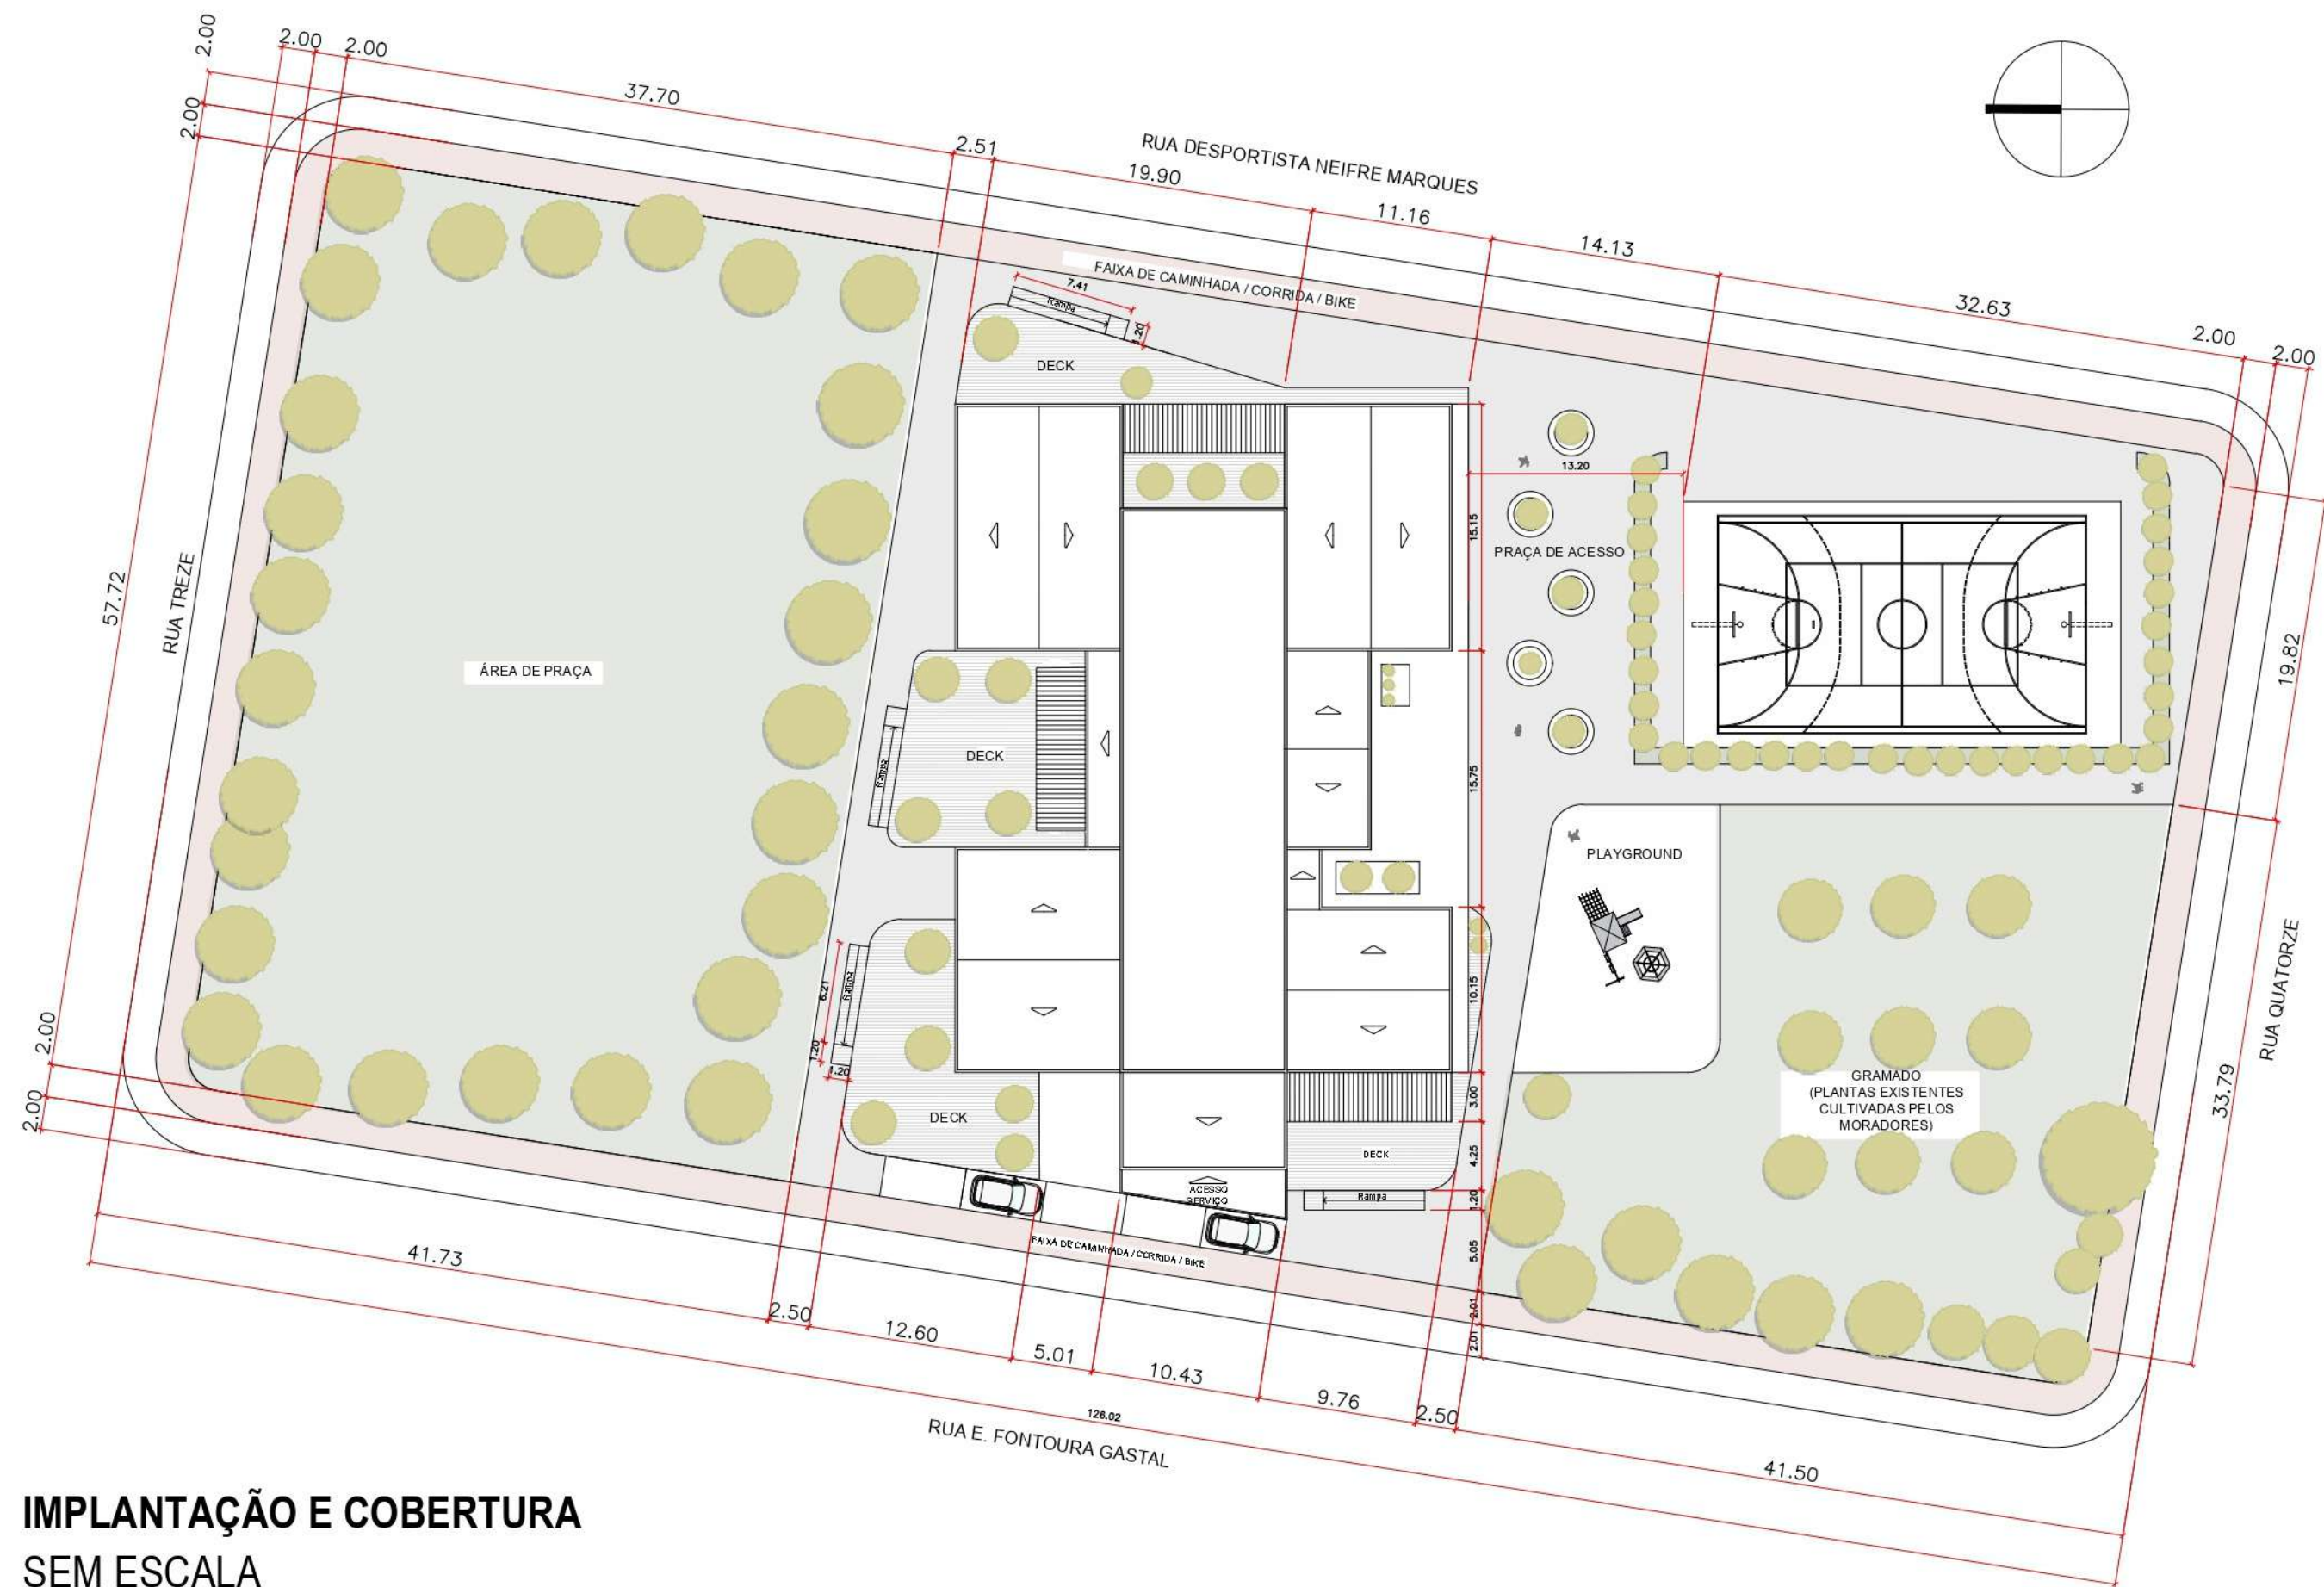 2.00
2.00
2.00
2.00
37.70
2.51
19.90
RUA DESPORTISTA NEIFRE MARQUES
11.16
14.13
32.63
2.00
2.00
FAIXA DE CAMINHADA / CORRIDA / BIKE
7.41
Rampa
1.20
DECK
13.20
15.15
PRAÇA DE ACESSO
57.72
RUA TREZE
ÁREA DE PRAÇA
19.82
DECK
Rampa
15.75
PLAYGROUND
RUA QUATORZE
6.21
Rampa
1.20
1.20
10.15
2.00
2.00
GRAMADO
(PLANTAS EXISTENTES
CULTIVADAS PELOS
MORADORES)
33.79
DECK
3.00
DECK
4.25
ACESSO
SERVIÇO
Rampa
1.20
FAIXA DE CAMINHADA / CORRIDA / BIKE
5.05
2.01
2.01
41.73
2.50
12.60
5.01
10.43
9.76
2.50
41.50
126.02
RUA E. FONTOURA GASTAL
IMPLANTAÇÃO E COBERTURA
SEM ESCALA